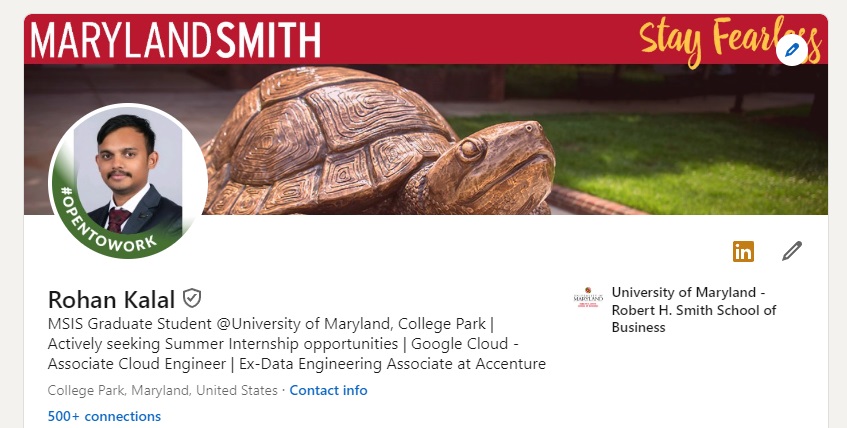 MARYLANDSMITH
Stay Fearless
#OPENTOWORK
in
Rohan Kalal
MSIS Graduate Student @University of Maryland, College Park |
Actively seeking Summer Internship opportunities | Google Cloud -
Associate Cloud Engineer | Ex-Data Engineering Associate at Accenture
College Park, Maryland, United States · Contact info
500+ connections
MARYLAND
University of Maryland -
Robert H. Smith School of
Business